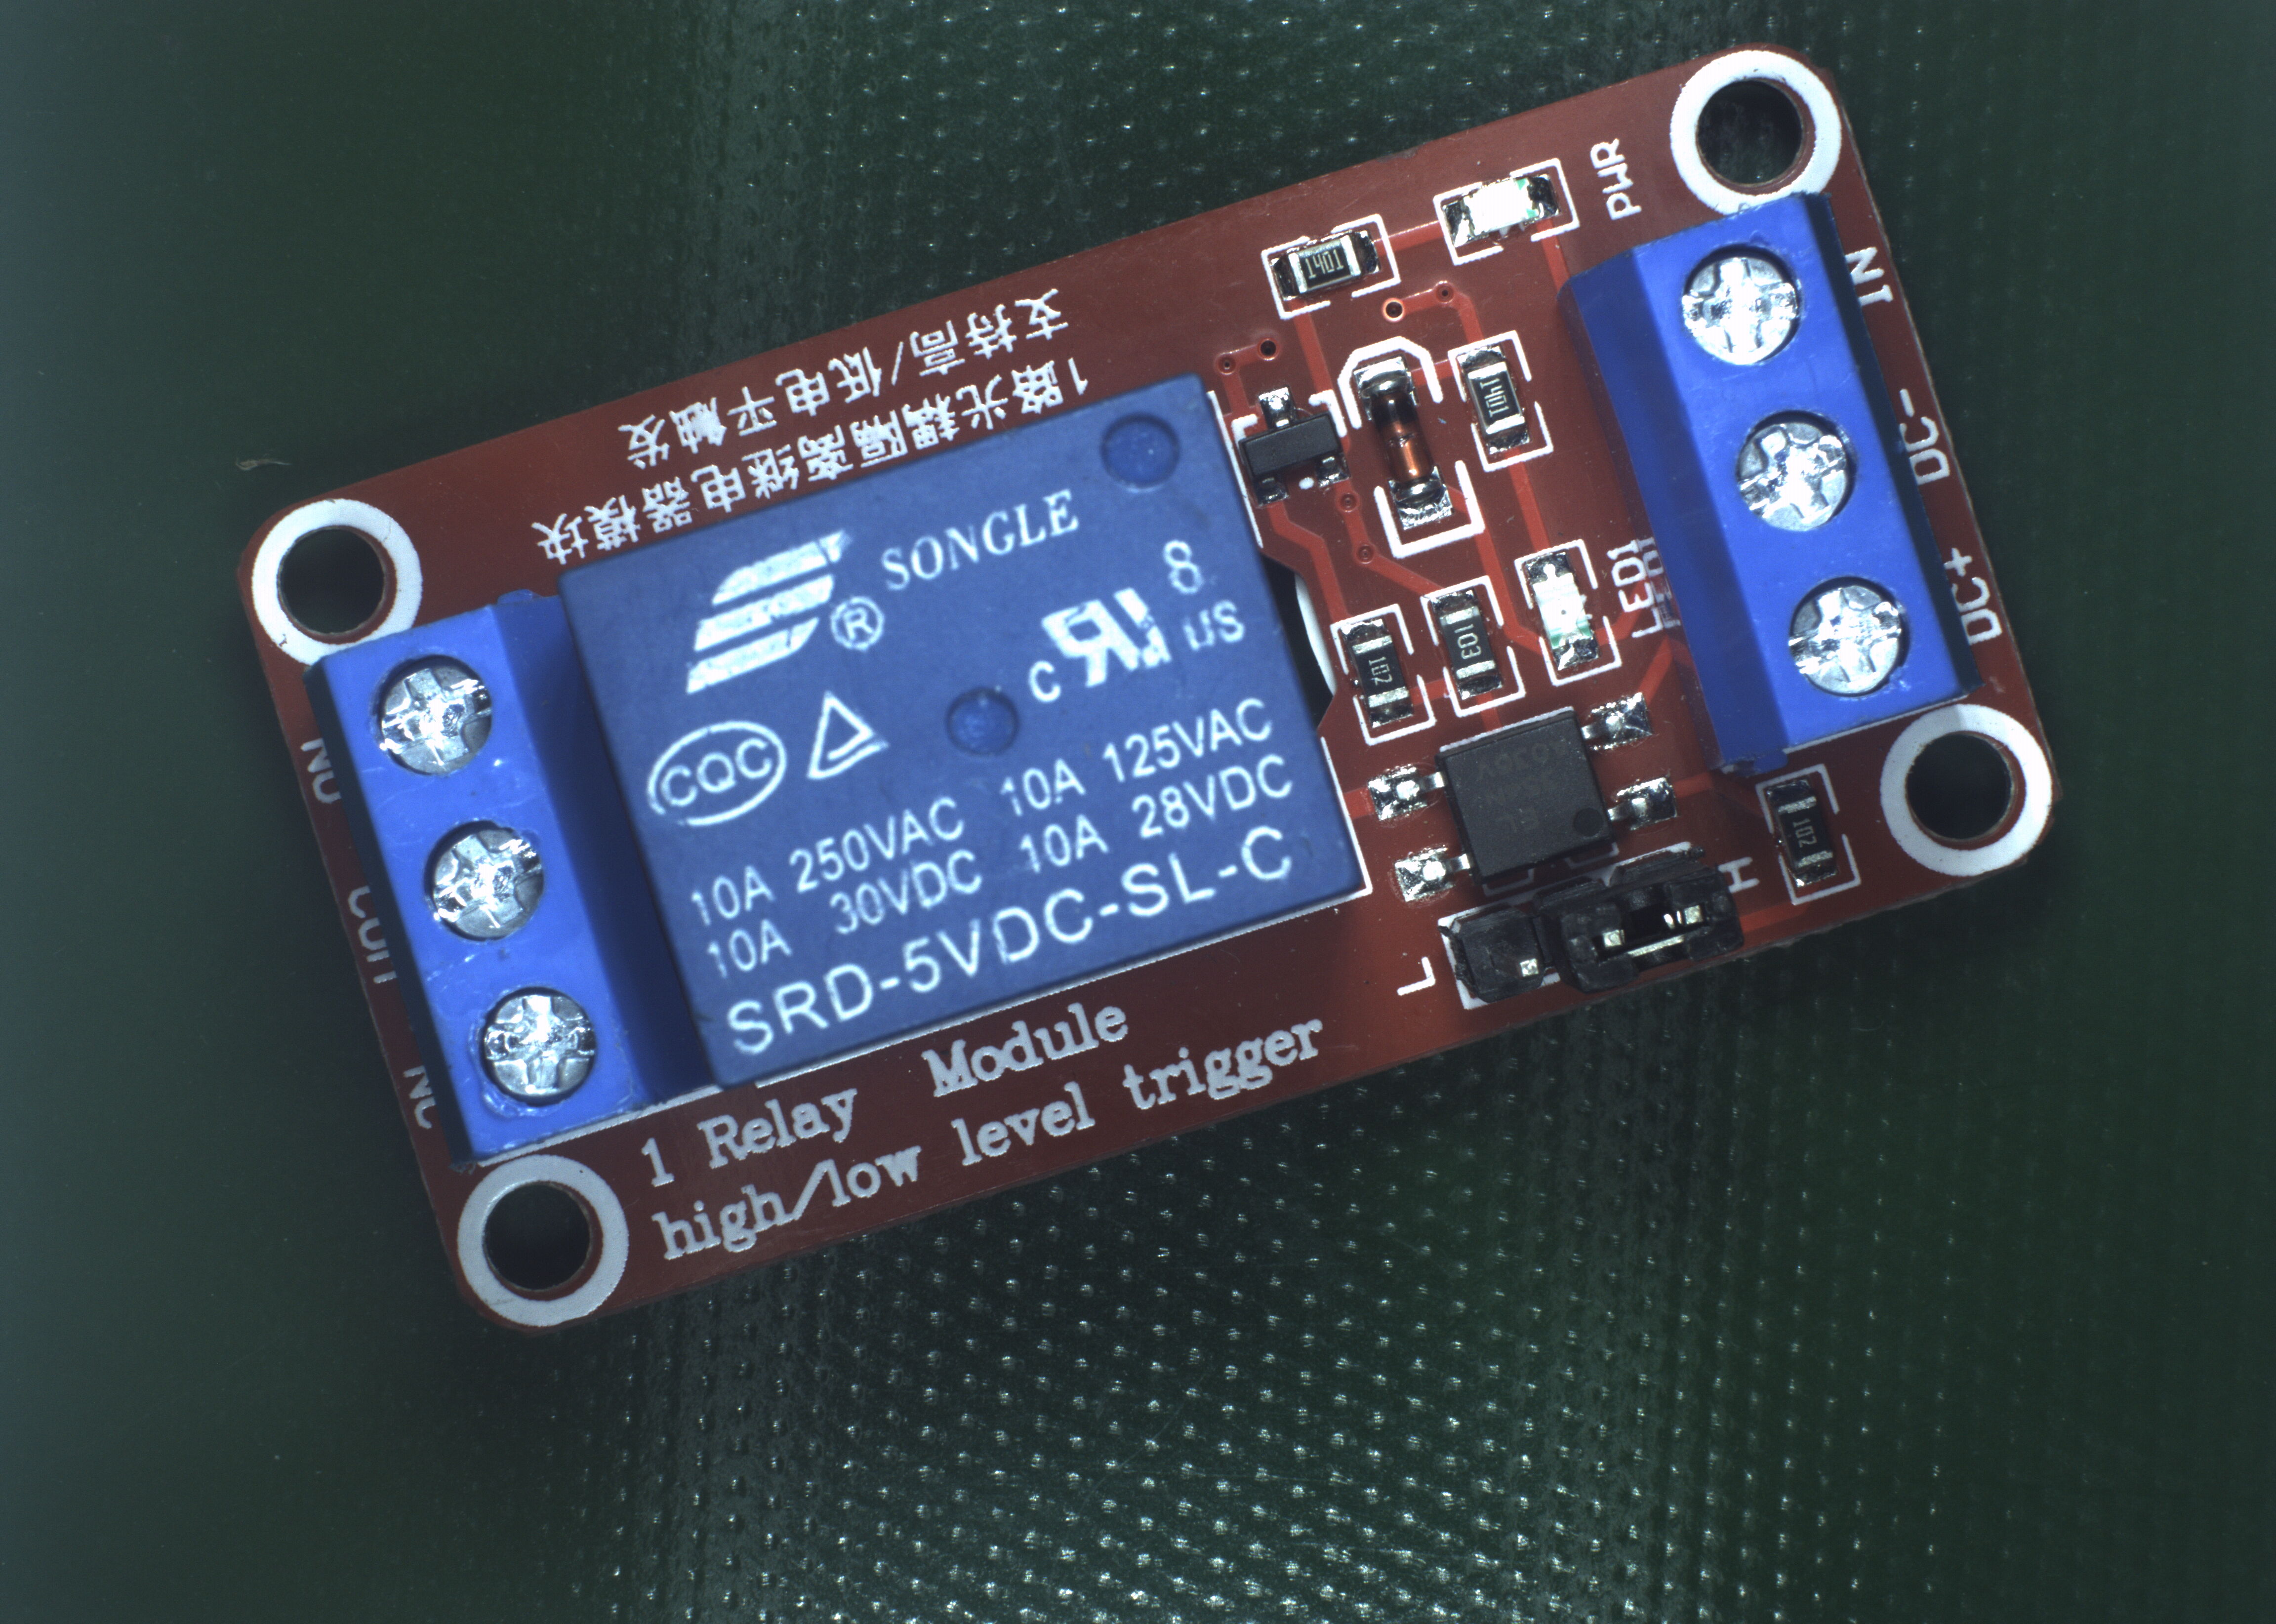 支持高/低电平触发
1路光耦隔离继电器模块
PWR
1401
1041
IN
DC-
DC+
LED1
SONGLE
®
8
c US
CQC
10A 250VAC 10A 125VAC
10A 30VDC 10A 28VDC
SRD-5VDC-SL-C
103
102
H
L
NO
COM
NC
1 Relay Module
high/low level trigger